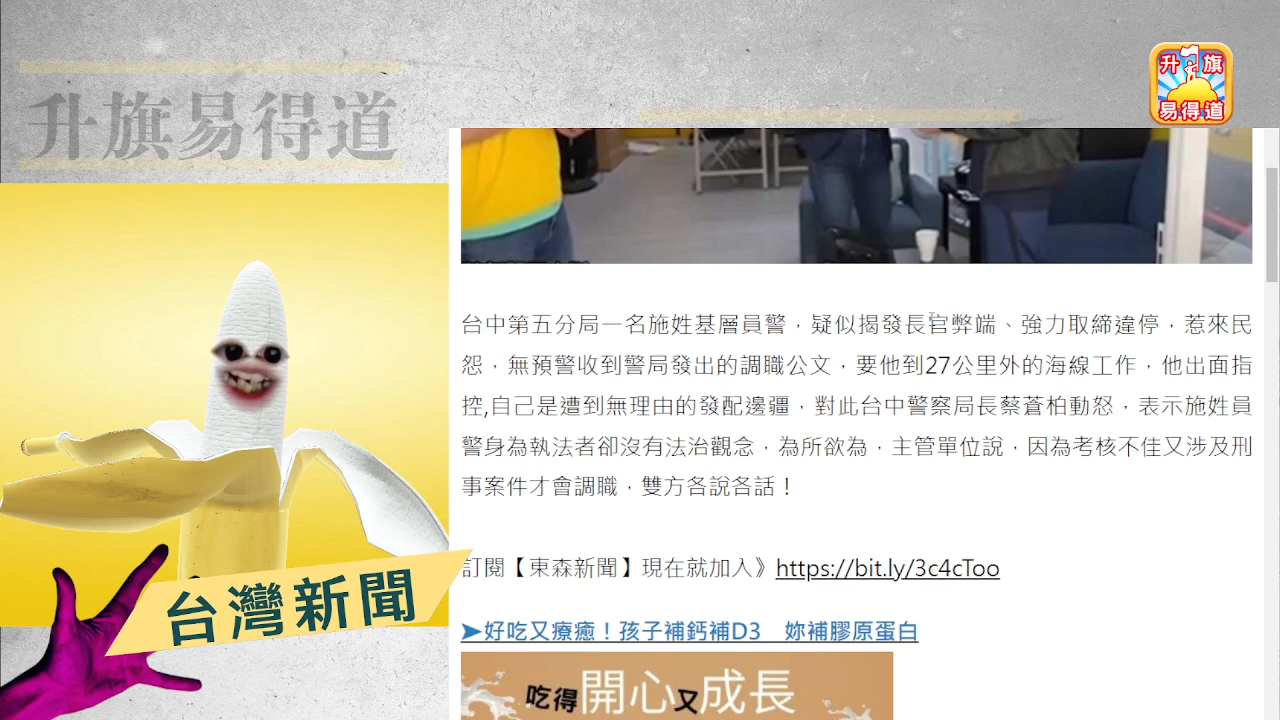 升旗易得道
升旗
易得道
台中第五分局一名施姓基層員警，疑似揭發長官弊端、強力取締違停，惹來民
怨，無預警收到警局發出的調職公文，要他到27公里外的海線工作，他出面指
控,自己是遭到無理由的發配邊疆，對此台中警察局長蔡蒼柏動怒，表示施姓員
警身為執法者卻沒有法治觀念，為所欲為，主管單位說，因為考核不佳又涉及刑
事案件才會調職，雙方各說各話！
訂閱【東森新聞】現在就加入》https://bit.ly/3c4cToo
➤好吃又療癒！孩子補鈣補D3　妳補膠原蛋白
吃得開心又成長
台灣新聞